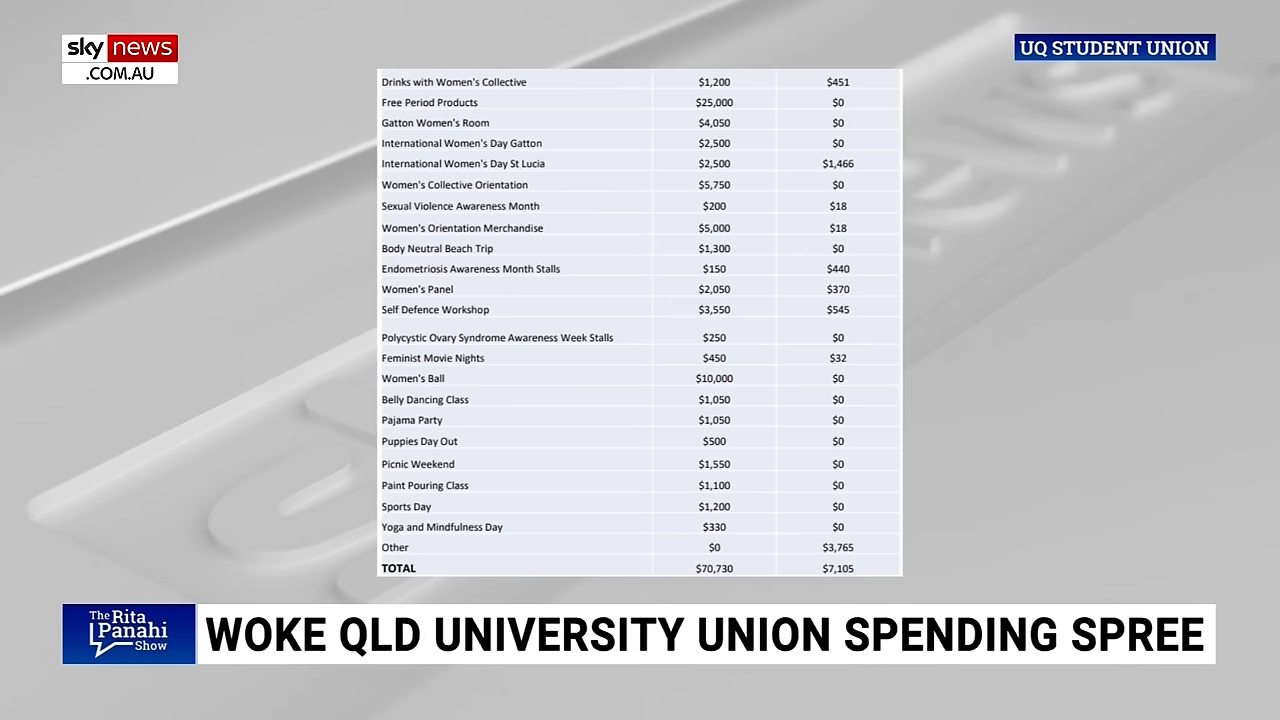 sky news
.COM.AU
UQ STUDENT UNION
Drinks with Women's Collective $1,200 $451
Free Period Products $25,000 $0
Gatton Women's Room $4,050 $0
International Women's Day Gatton $2,500 $0
International Women's Day St Lucia $2,500 $1,466
Women's Collective Orientation $5,750 $0
Sexual Violence Awareness Month $200 $18
Women's Orientation Merchandise $5,000 $18
Body Neutral Beach Trip $1,300 $0
Endometriosis Awareness Month Stalls $150 $440
Women's Panel $2,050 $370
Self Defence Workshop $3,550 $545
Polycystic Ovary Syndrome Awareness Week Stalls $250 $0
Feminist Movie Nights $450 $32
Women's Ball $10,000 $0
Belly Dancing Class $1,050 $0
Pajama Party $1,050 $0
Puppies Day Out $500 $0
Picnic Weekend $1,550 $0
Paint Pouring Class $1,100 $0
Sports Day $1,200 $0
Yoga and Mindfulness Day $330 $0
Other $0 $3,765
TOTAL $70,730 $7,105
The Rita
Panahi
Show
WOKE QLD UNIVERSITY UNION SPENDING SPREE